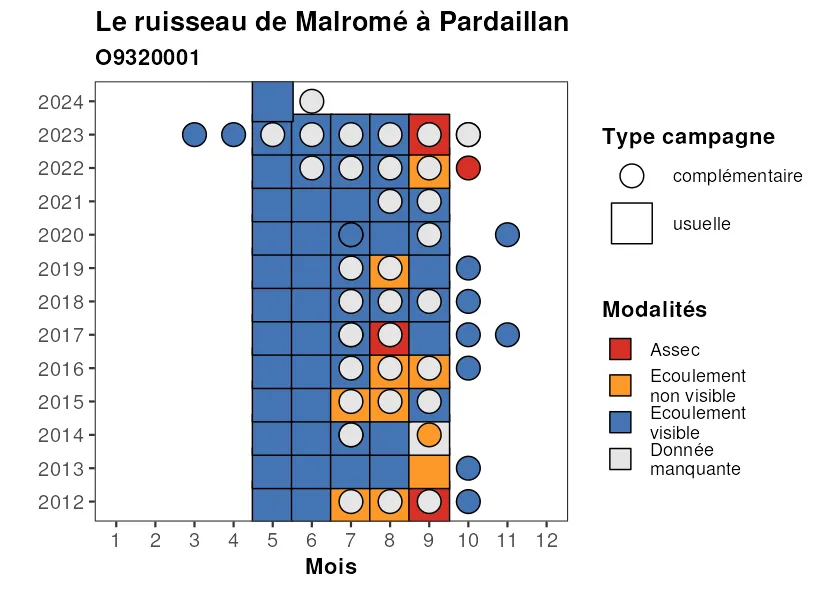 Le ruisseau de Malromé à Pardaillan
O9320001
2024
2023
2022
2021
2020
2019
2018
2017
2016
2015
2014
2013
2012
1 2 3 4 5 6 7 8 9 10 11 12
Mois
Type campagne
complémentaire
usuelle
Modalités
Assec
Ecoulement
non visible
Ecoulement
visible
Donnée
manquante